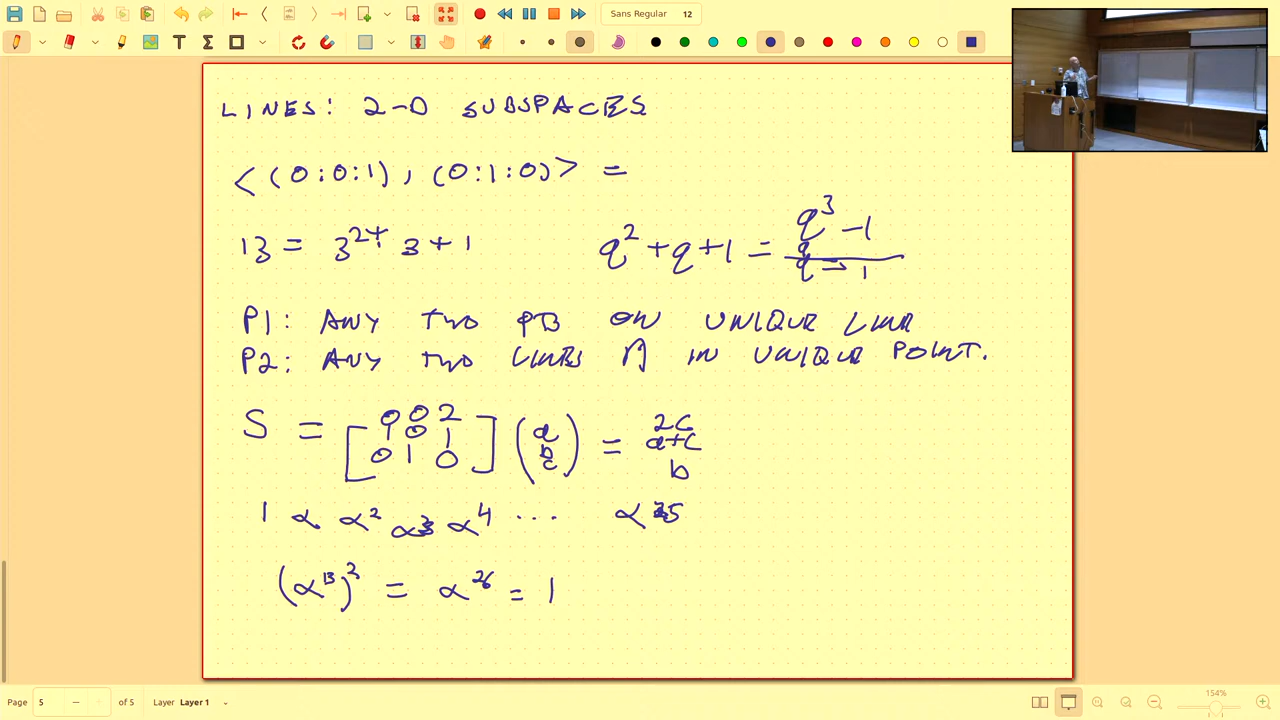 Sans Regular 12
LINES: 2-D SUBSPACES
< (0:0:1), (0:1:0) > =
13 = 3² + 3 + 1    q² + q + 1 = (q³ - 1)/(q - 1)
P1: ANY TWO PTS ON UNIQUE LINE
P2: ANY TWO LINES ∩ IN UNIQUE POINT.
S = [0 0 2; 1 0 1; 0 1 0] (a b c) = 2c a+c b
1 α α² α³ α⁴ ... α²⁵
(α¹³)² = α²⁶ = 1
Page 5 of 5 Layer Layer 1 154%